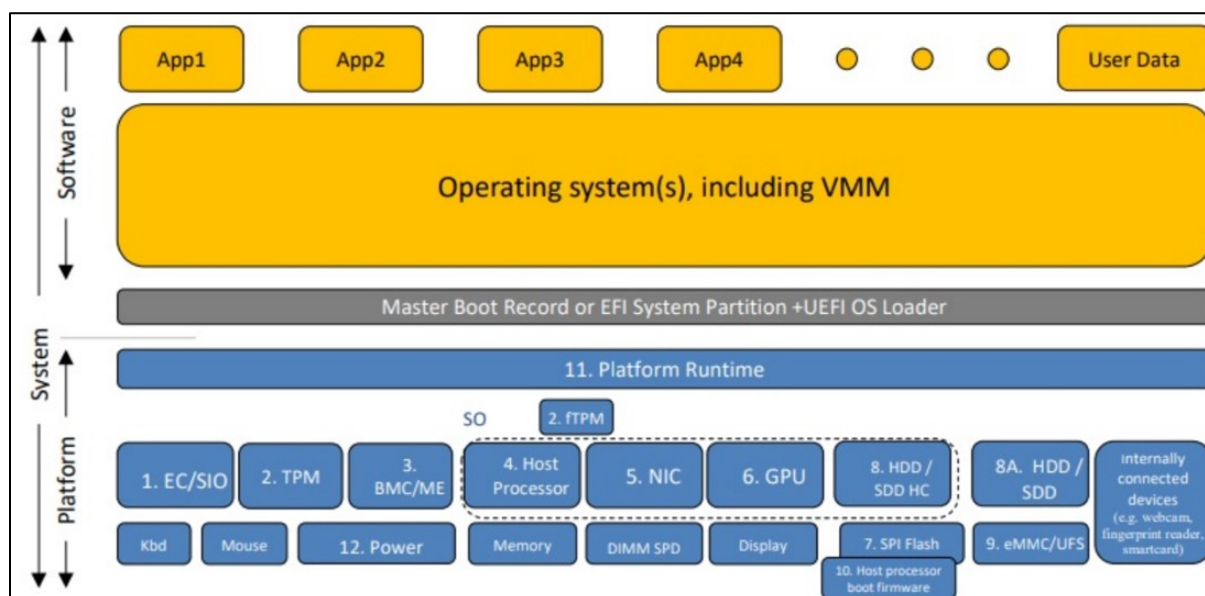 App1
App2
App3
App4
User Data
Software
Operating system(s), including VMM
Master Boot Record or EFI System Partition +UEFI OS Loader
System
Platform
11. Platform Runtime
SO
2. fTPM
1. EC/SIO
2. TPM
3.
BMC/ME
4. Host
Processor
5. NIC
6. GPU
8. HDD /
SDD HC
8A. HDD /
SDD
Internally
connected
devices
(e.g. webcam,
fingerprint reader,
smartcard)
Kbd
Mouse
12. Power
Memory
DIMM SPD
Display
7. SPI Flash
9. eMMC/UFS
10. Host processor
boot firmware